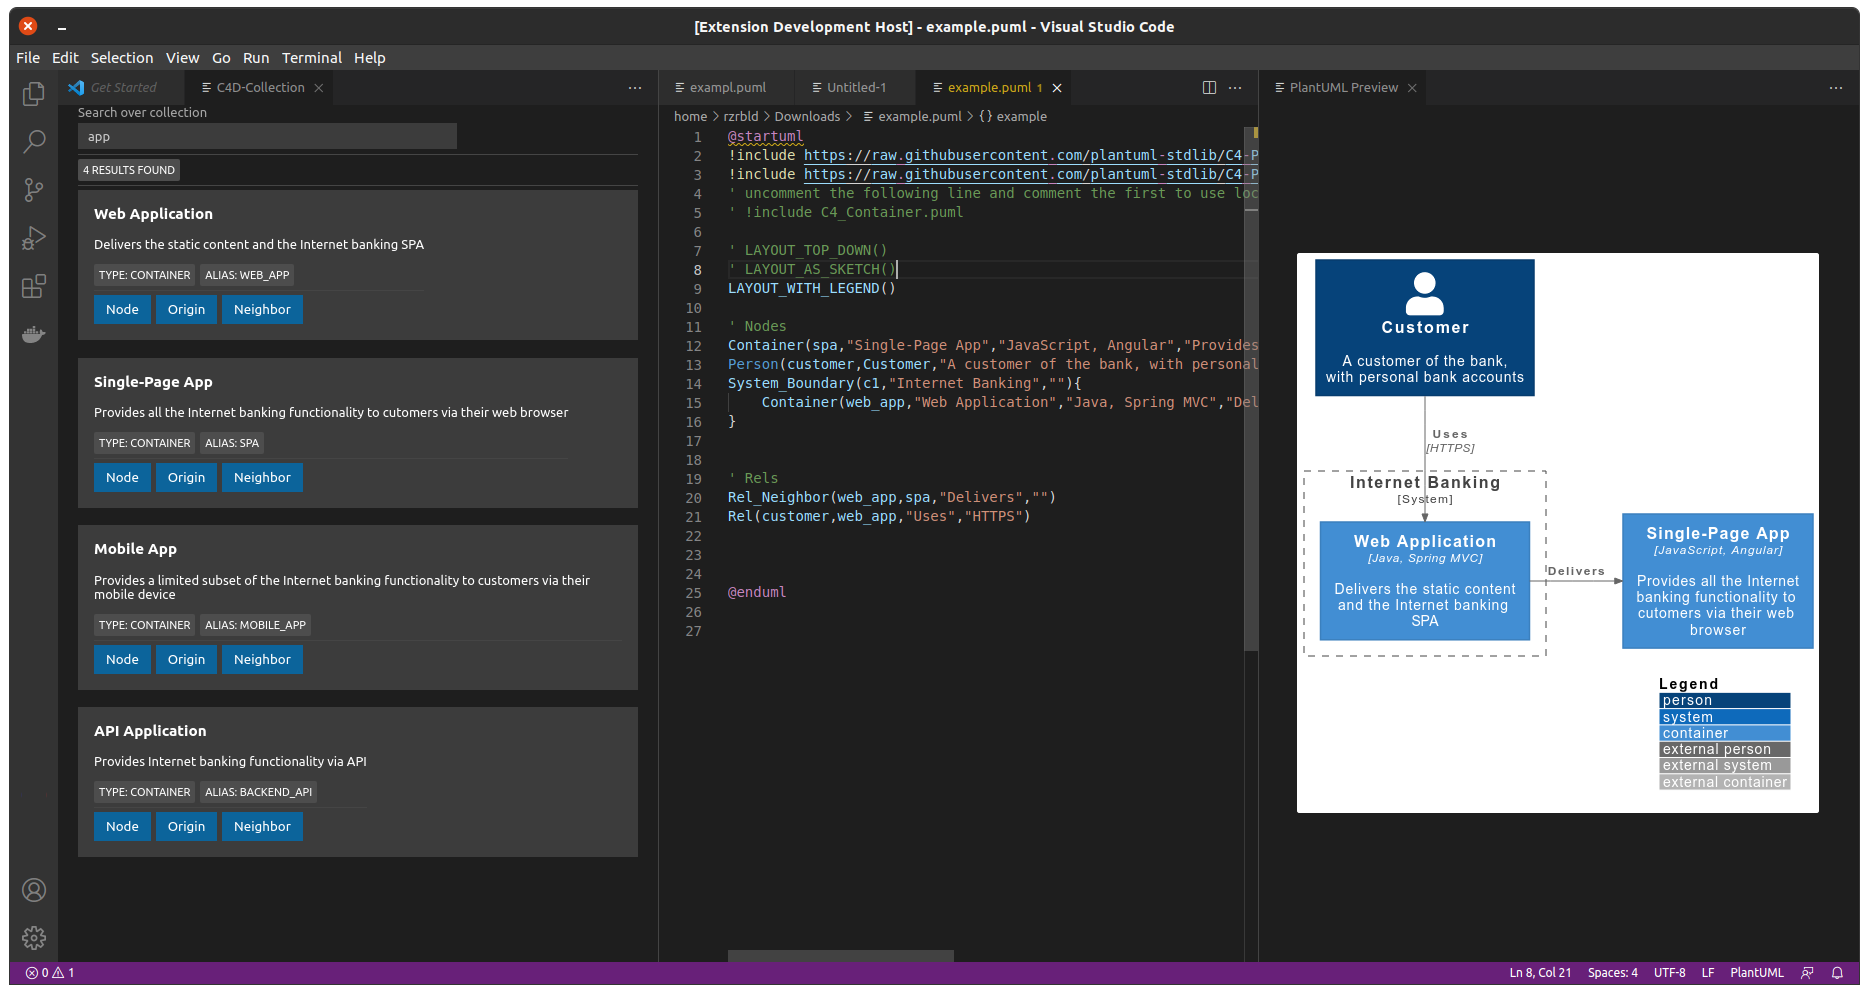 [Extension Development Host] - example.puml - Visual Studio Code
File Edit Selection View Go Run Terminal Help
Get Started
C4D-Collection
Search over collection
app
4 RESULTS FOUND
Web Application
Delivers the static content and the Internet banking SPA
TYPE: CONTAINER ALIAS: WEB_APP
Node Origin Neighbor
Single-Page App
Provides all the Internet banking functionality to cutomers via their web browser
TYPE: CONTAINER ALIAS: SPA
Node Origin Neighbor
Mobile App
Provides a limited subset of the Internet banking functionality to customers via their
mobile device
TYPE: CONTAINER ALIAS: MOBILE_APP
Node Origin Neighbor
API Application
Provides Internet banking functionality via API
TYPE: CONTAINER ALIAS: BACKEND_API
Node Origin Neighbor
exampl.puml Untitled-1 example.puml 1
home > rzrbld > Downloads > example.puml > {} example
1 @startuml
2 !include https://raw.githubusercontent.com/plantuml-stdlib/C4-P
3 !include https://raw.githubusercontent.com/plantuml-stdlib/C4-P
4 ' uncomment the following line and comment the first to use loc
5 ' !include C4_Container.puml
6
7 ' LAYOUT_TOP_DOWN()
8 ' LAYOUT_AS_SKETCH()
9 LAYOUT_WITH_LEGEND()
10
11 ' Nodes
12 Container(spa,"Single-Page App","JavaScript, Angular","Provides
13 Person(customer,Customer,"A customer of the bank, with personal
14 System_Boundary(c1,"Internet Banking",""){
15 Container(web_app,"Web Application","Java, Spring MVC","Del
16 }
17
18
19 ' Rels
20 Rel_Neighbor(web_app,spa,"Delivers","")
21 Rel(customer,web_app,"Uses","HTTPS")
22
23
24
25 @enduml
26
27
PlantUML Preview
Customer
A customer of the bank,
with personal bank accounts
Uses
[HTTPS]
Internet Banking
[System]
Web Application
[Java, Spring MVC]
Delivers the static content
and the Internet banking
SPA
Delivers
Single-Page App
[JavaScript, Angular]
Provides all the Internet
banking functionality to
cutomers via their web
browser
Legend
person
system
container
external person
external system
external container
0 1
Ln 8, Col 21 Spaces: 4 UTF-8 LF PlantUML